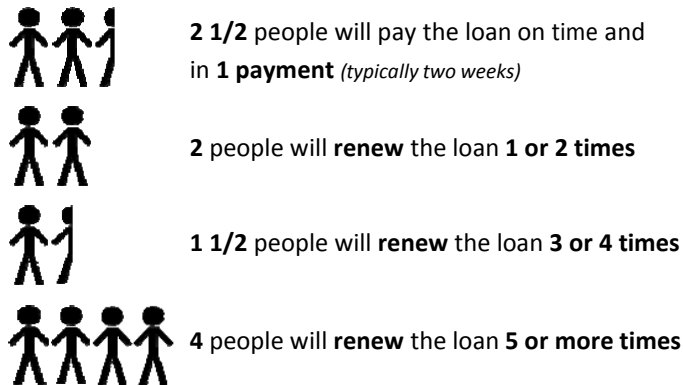 2 1/2 people will pay the loan on time and
in 1 payment (typically two weeks)
2 people will renew the loan 1 or 2 times
1 1/2 people will renew the loan 3 or 4 times
4 people will renew the loan 5 or more times